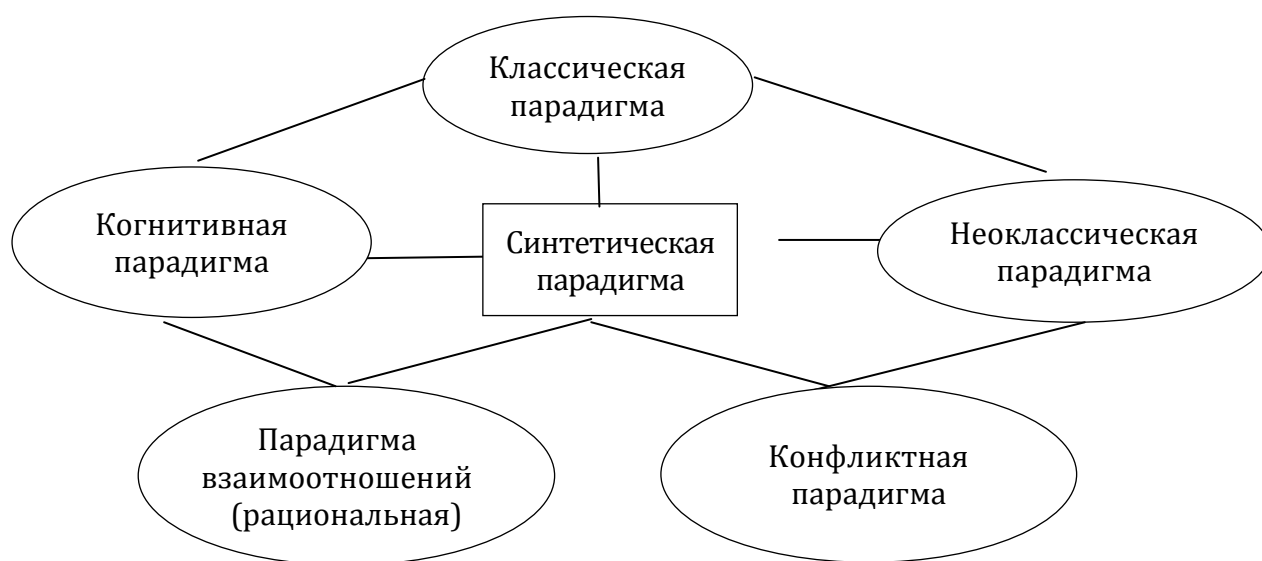 Классическая
парадигма
Когнитивная
парадигма
Синтетическая
парадигма
Неоклассическая
парадигма
Парадигма
взаимоотношений
(рациональная)
Конфликтная
парадигма